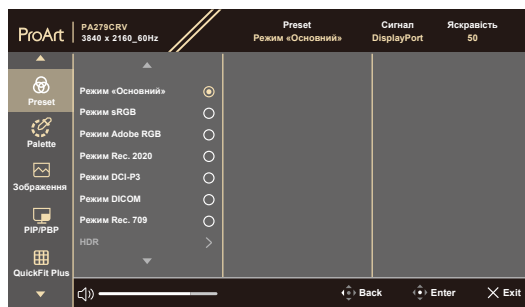 ProArt
PA279CRV
3840 x 2160_60Hz
Preset
Режим «Основний»
Сигнал
DisplayPort
Яскравість
50
Preset
Palette
Зображення
PIP/PBP
QuickFit Plus
Режим «Основний»
Режим sRGB
Режим Adobe RGB
Режим Rec. 2020
Режим DCI-P3
Режим DICOM
Режим Rec. 709
HDR
Back
Enter
Exit